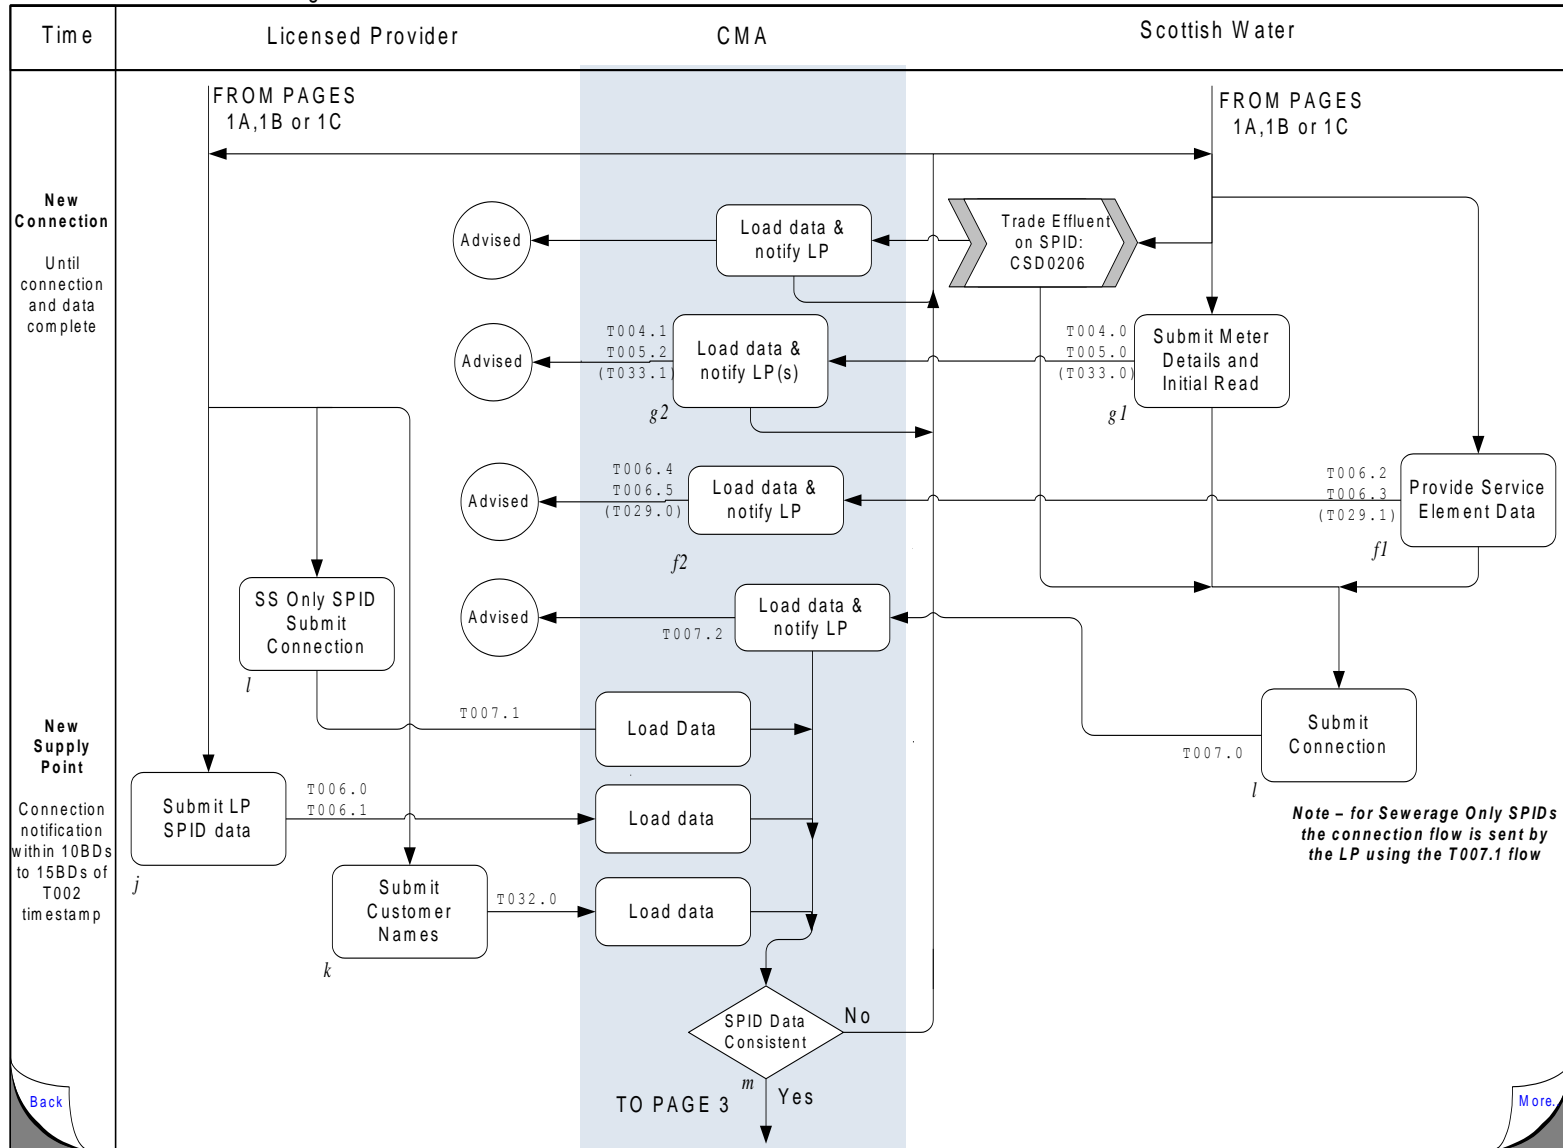 Time
Licensed Provider
CMA
Scottish Water
FROM PAGES
1A,1B or 1C
FROM PAGES
1A,1B or 1C
New
Connection
Until
connection
and data
complete
Advised
Load data &
notify LP
Trade Effluent
on SPID:
CSD0206
Advised
T004.1
T005.2
(T033.1)
Load data &
notify LP(s)
g2
T004.0
T005.0
(T033.0)
Submit Meter
Details and
Initial Read
g1
Advised
T006.4
T006.5
(T029.0)
Load data &
notify LP
f2
T006.2
T006.3
(T029.1)
Provide Service
Element Data
f1
SS Only SPID
Submit
Connection
l
Advised
T007.2
Load data &
notify LP
New
Supply
Point
Connection
notification
within 10BDs
to 15BDs of
T002
timestamp
T007.1
Load Data
T007.0
Submit
Connection
l
Submit LP
SPID data
j
T006.0
T006.1
Load data
Note – for Sewerage Only SPIDs
the connection flow is sent by
the LP using the T007.1 flow
Submit
Customer
Names
k
T032.0
Load data
SPID Data
Consistent
m
No
Yes
TO PAGE 3
Back
More.